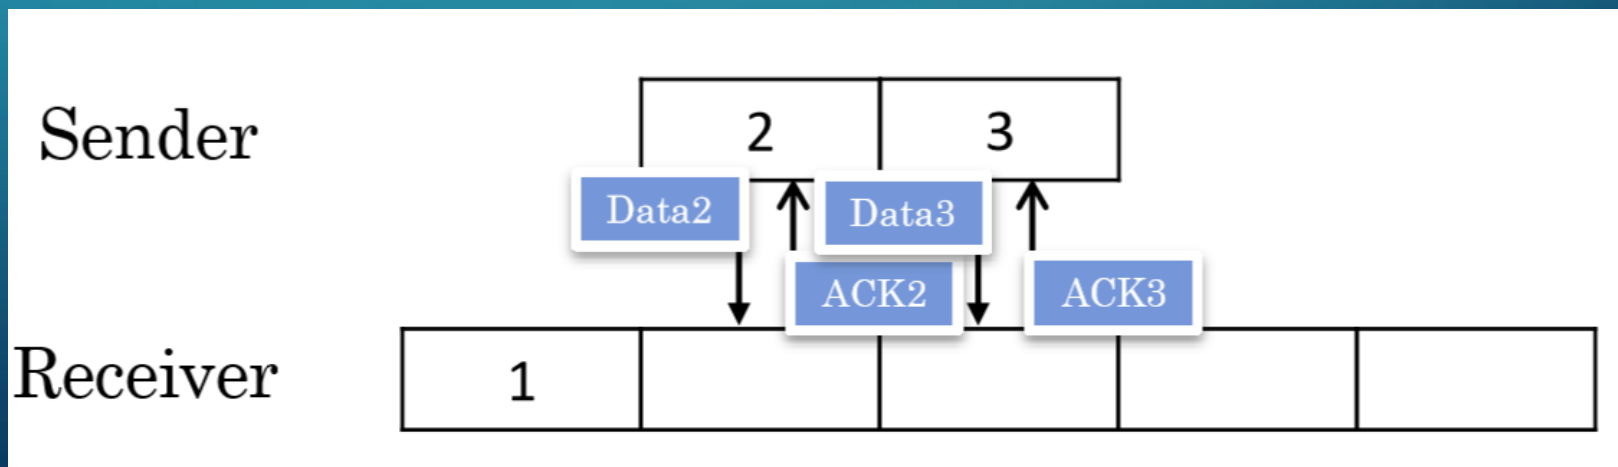 Sender
2
3
Data2
Data3
ACK2
ACK3
Receiver
1